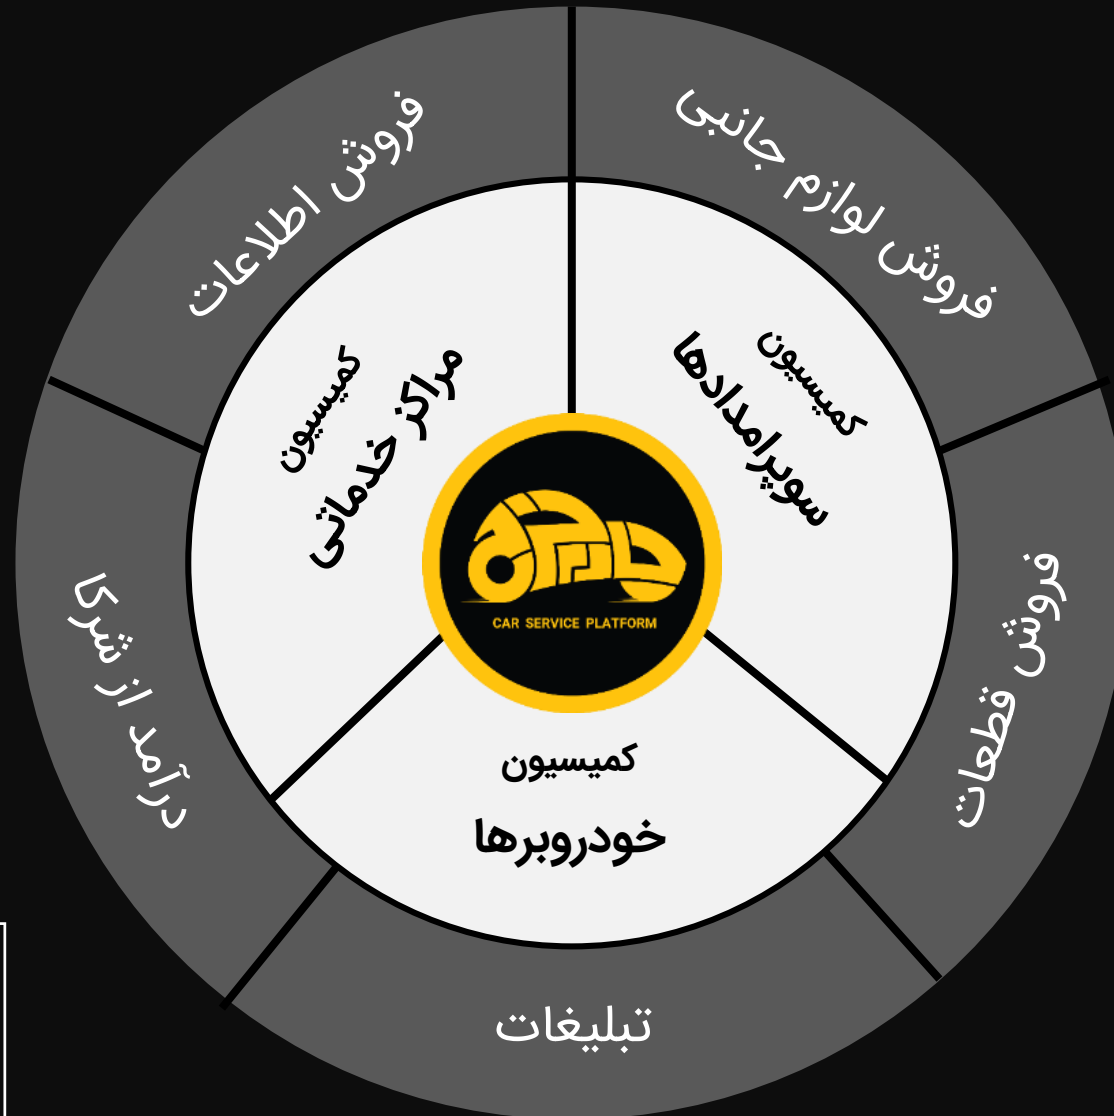 فروش لوازم جانبی
فروش قطعات
تبلیغات
درآمد از شرکا
فروش اطلاعات
کمیسیون
سوپرامدادها
کمیسیون
خودروبرها
کمیسیون
مراکز خدماتی
CAR SERVICE PLATFORM